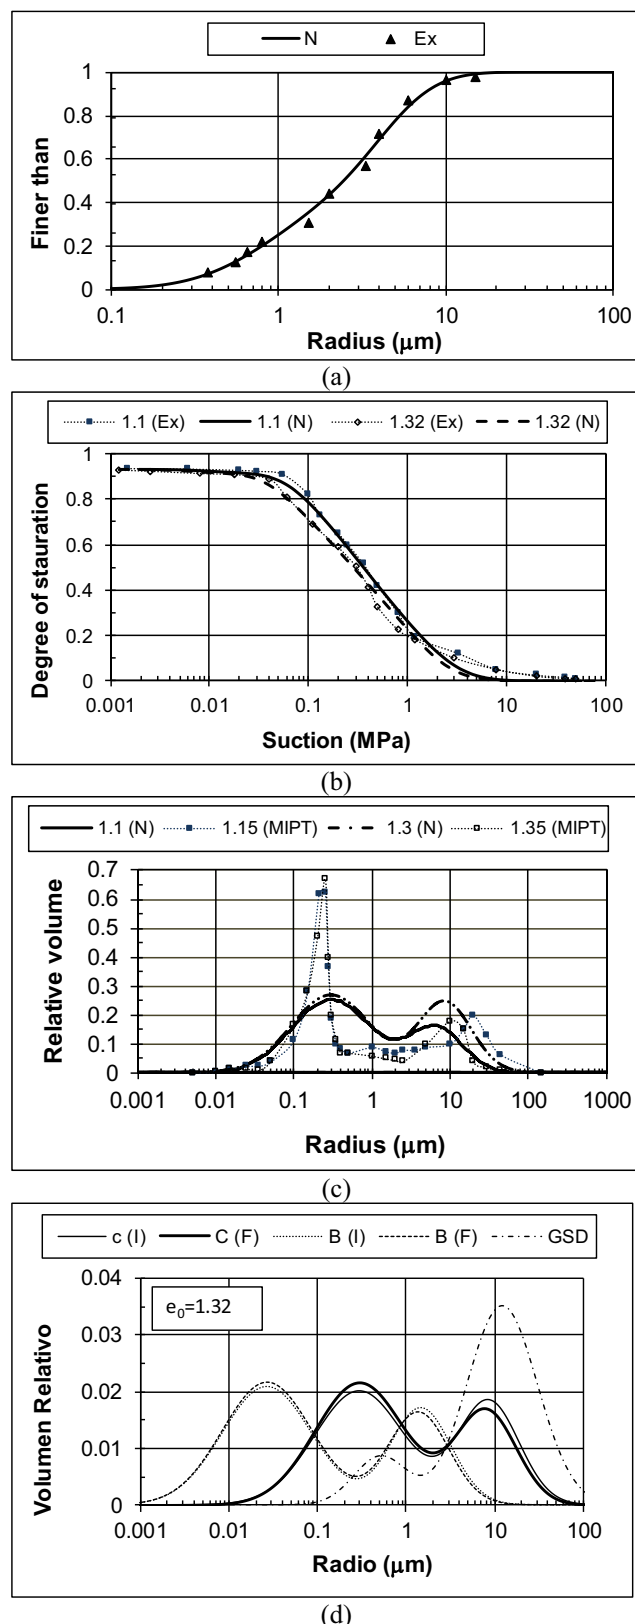 N Ex
1
0.8
0.6
0.4
0.2
0
Finer than
0.1 1 10 100
Radius (μm)
(a)
1.1 (Ex) 1.1 (N) 1.32 (Ex) 1.32 (N)
1
0.8
0.6
0.4
0.2
0
Degree of stauration
0.001 0.01 0.1 1 10 100
Suction (MPa)
(b)
1.1 (N) 1.15 (MIPT) 1.3 (N) 1.35 (MIPT)
0.7
0.6
0.5
0.4
0.3
0.2
0.1
0
Relative volume
0.001 0.01 0.1 1 10 100 1000
Radius (μm)
(c)
c (I) C (F) B (I) B (F) GSD
0.04
0.03
0.02
0.01
0
e₀=1.32
Volumen Relativo
0.001 0.01 0.1 1 10 100
Radio (μm)
(d)